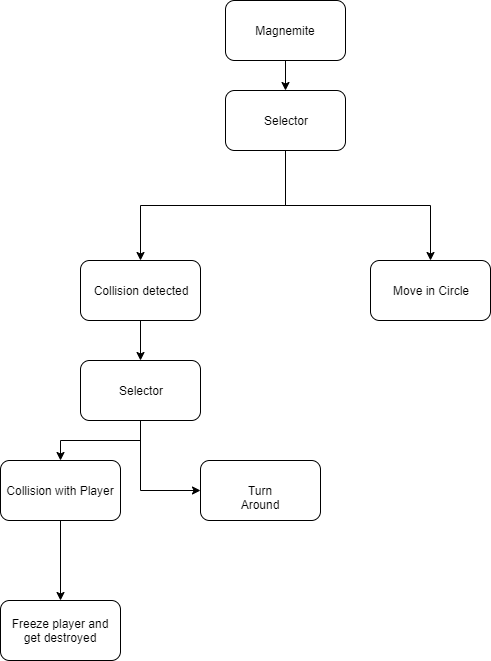 Magnemite
Selector
Collision detected
Move in Circle
Selector
Collision with Player
Turn
Around
Freeze player and
get destroyed